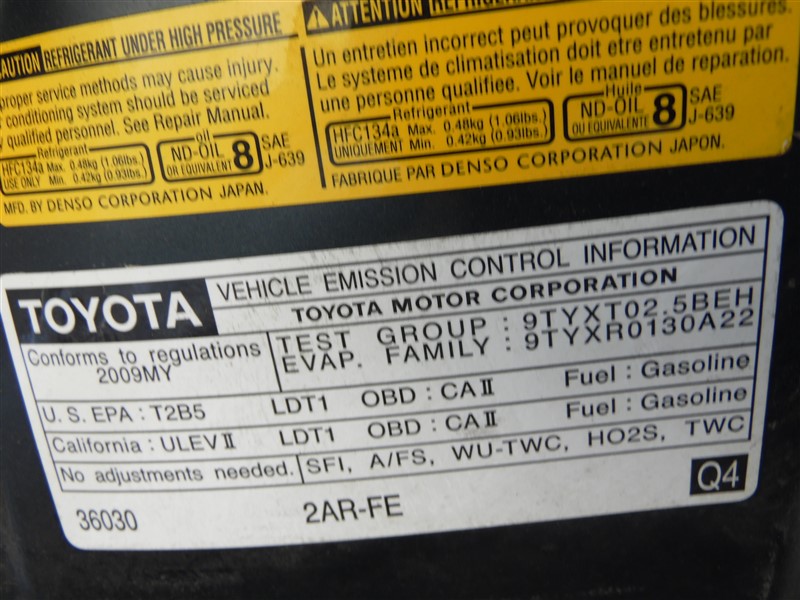 CAUTION REFRIGERANT UNDER HIGH PRESSURE
proper service methods may cause injury.
conditioning system should be serviced
qualified personnel. See Repair Manual.
Refrigerant
HFC134a Max. 0.48kg (1.06lbs.)
USE ONLY Min. 0.42kg (0.93lbs.)
oil
ND-OIL 8
OR EQUIVALENT
SAE
J-639
MFD. BY DENSO CORPORATION JAPAN.
ATTENTION
Un entretien incorrect peut provoquer des blessures.
Le systeme de climatisation doit etre entretenu par
une personne qualifiee. Voir le manuel de reparation.
Refrigerant
HFC134a Max. 0.48kg (1.06lbs.)
UNIQUEMENT Min. 0.42kg (0.93lbs.)
Huile
ND-OIL 8
OU EQUIVALENTE
SAE
J-639
FABRIQUE PAR DENSO CORPORATION JAPON.
TOYOTA
VEHICLE EMISSION CONTROL INFORMATION
TOYOTA MOTOR CORPORATION
Conforms to regulations
2009MY
TEST GROUP : 9TYXT02.5BEH
EVAP. FAMILY : 9TYXR0130A22
U.S. EPA : T2B5 LDT1 OBD : CA II Fuel : Gasoline
California : ULEV II LDT1 OBD : CA II Fuel : Gasoline
No adjustments needed. SFI, A/FS, WU-TWC, HO2S, TWC
36030 2AR-FE Q4